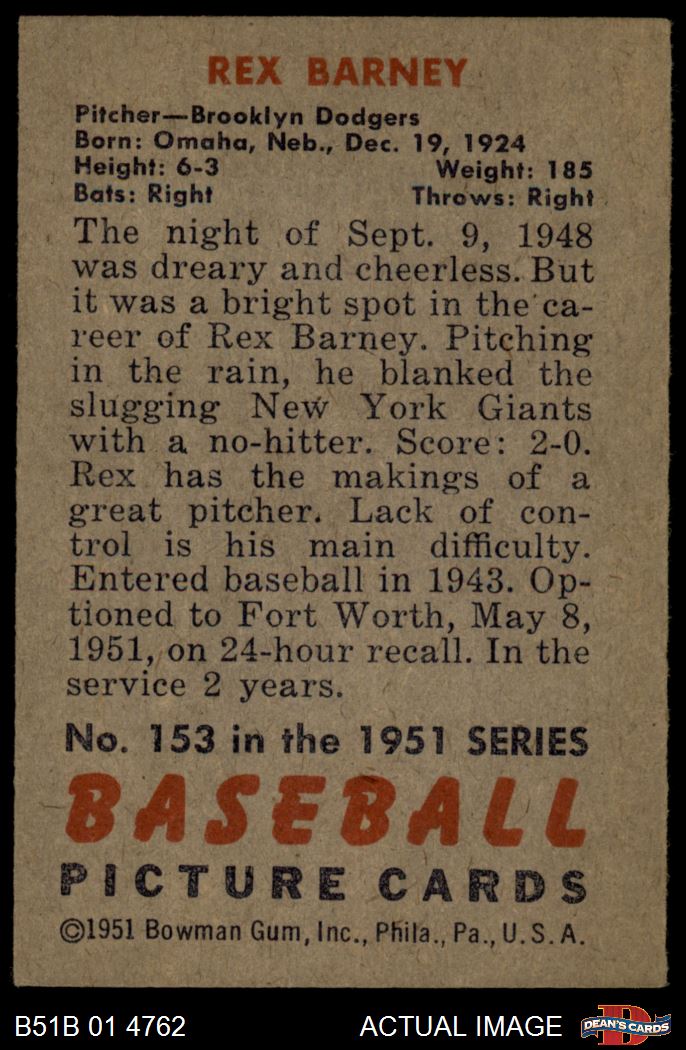 REX BARNEY
Pitcher—Brooklyn Dodgers
Born: Omaha, Neb., Dec. 19, 1924
Height: 6-3 Weight: 185
Bats: Right Throws: Right
The night of Sept. 9, 1948
was dreary and cheerless. But
it was a bright spot in the ca-
reer of Rex Barney. Pitching
in the rain, he blanked the
slugging New York Giants
with a no-hitter. Score: 2-0.
Rex has the makings of a
great pitcher. Lack of con-
trol is his main difficulty.
Entered baseball in 1943. Op-
tioned to Fort Worth, May 8,
1951, on 24-hour recall. In the
service 2 years.
No. 153 in the 1951 SERIES
BASEBALL
PICTURE CARDS
©1951 Bowman Gum, Inc., Phila., Pa., U.S.A.
B51B 01 4762 ACTUAL IMAGE D DEAN'S CARDS